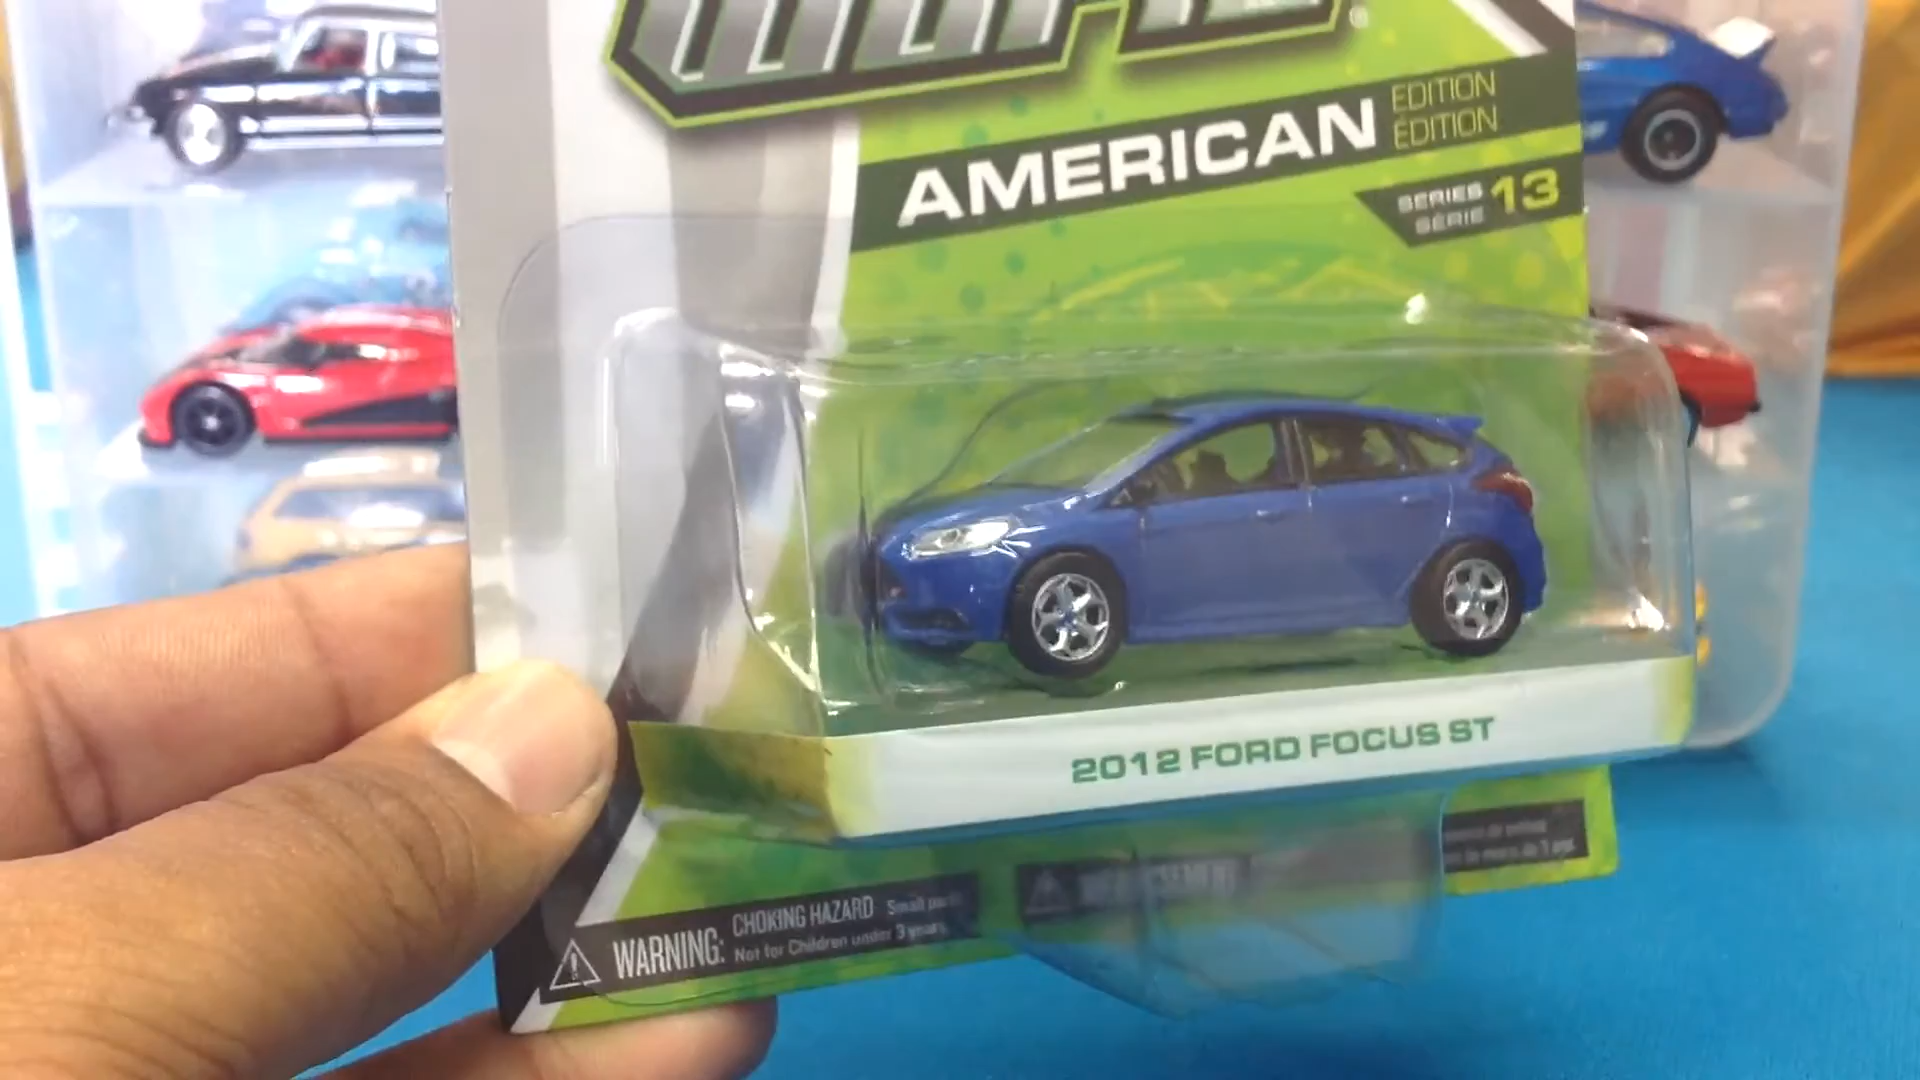 AMERICAN
EDITION
ÉDITION
SERIES 13
SÉRIE
2012 FORD FOCUS ST
WARNING:
CHOKING HAZARD Small
Not for Children under 3 years